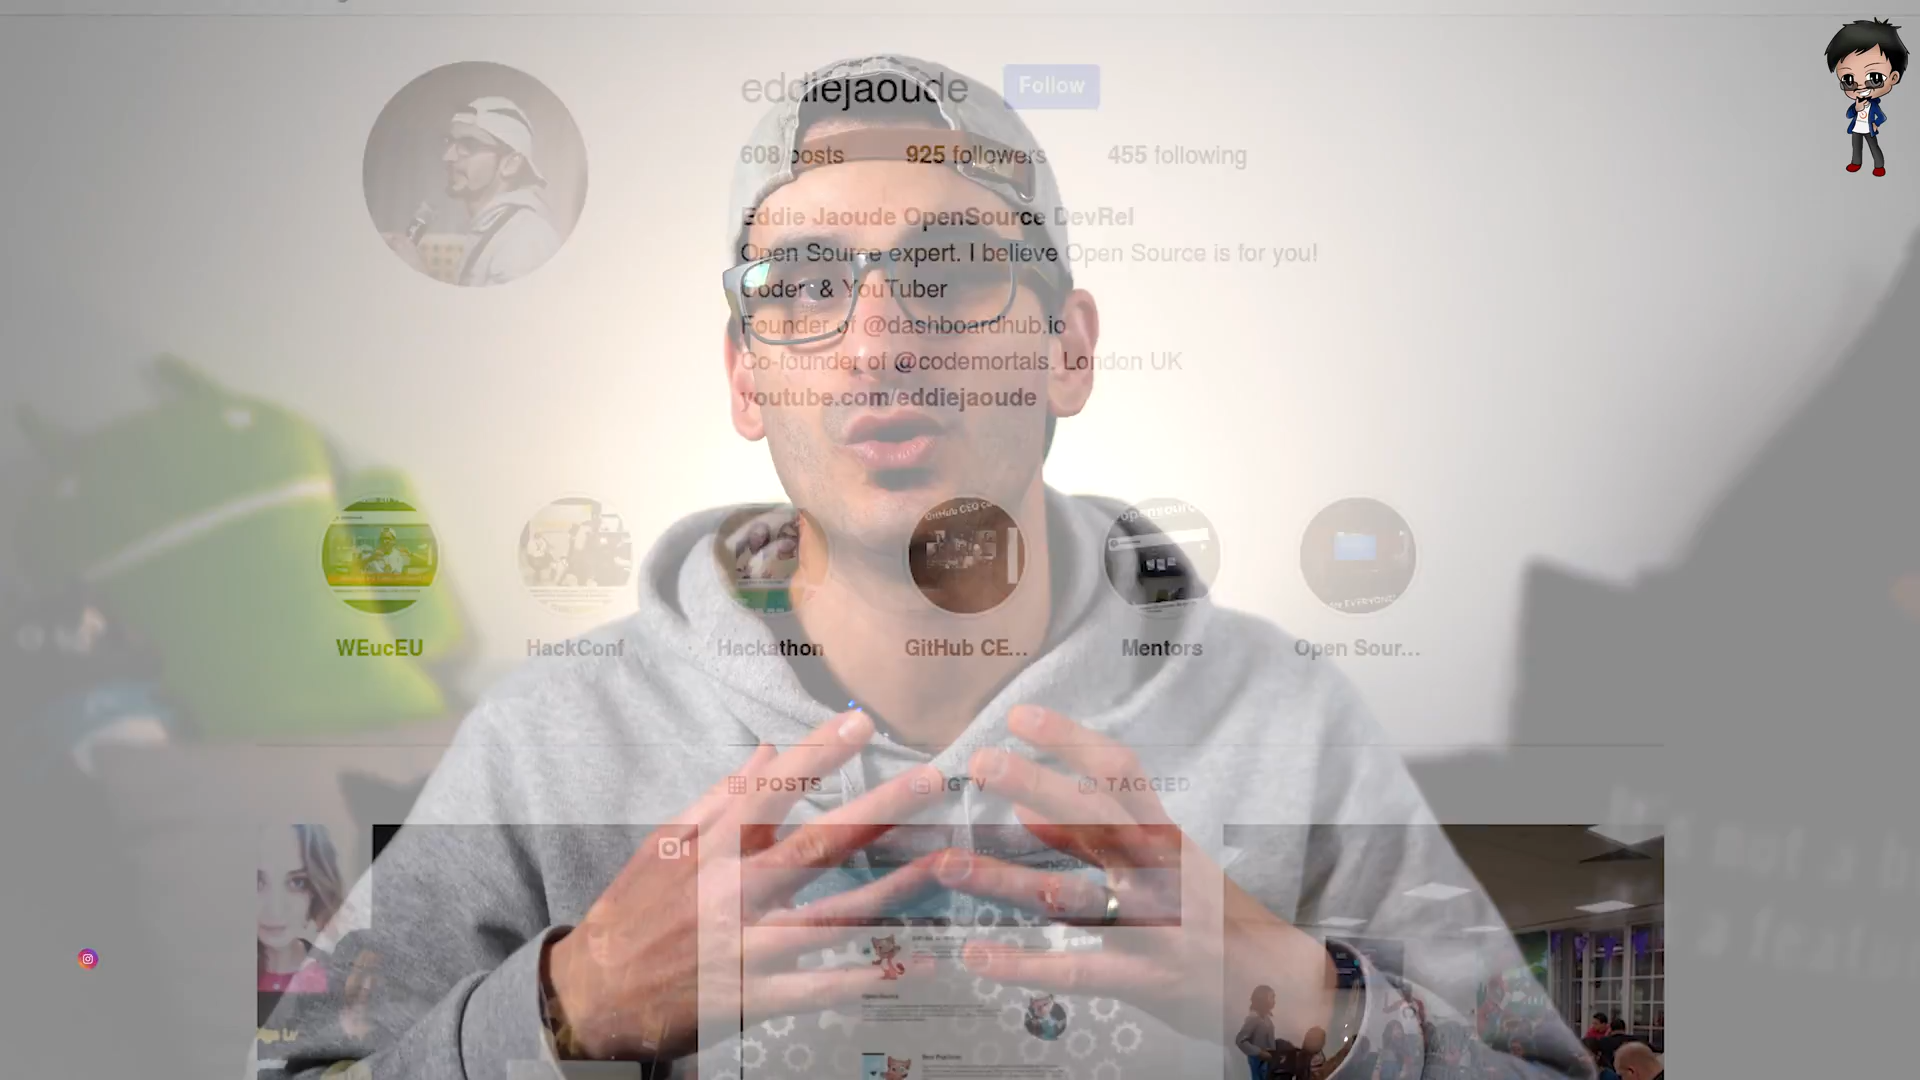 eddiejaoude Follow
608 posts 925 followers 455 following
Eddie Jaoude OpenSource DevRel
Open Source expert. I believe Open Source is for you!
Coder & YouTuber
Founder of @dashboardhub.io
Co-founder of @codemortals. London UK
youtube.com/eddiejaoude
GitHub CEO
WEucEU HackConf Hackathon GitHub CE... Mentors Open Sour...
POSTS IGTV TAGGED